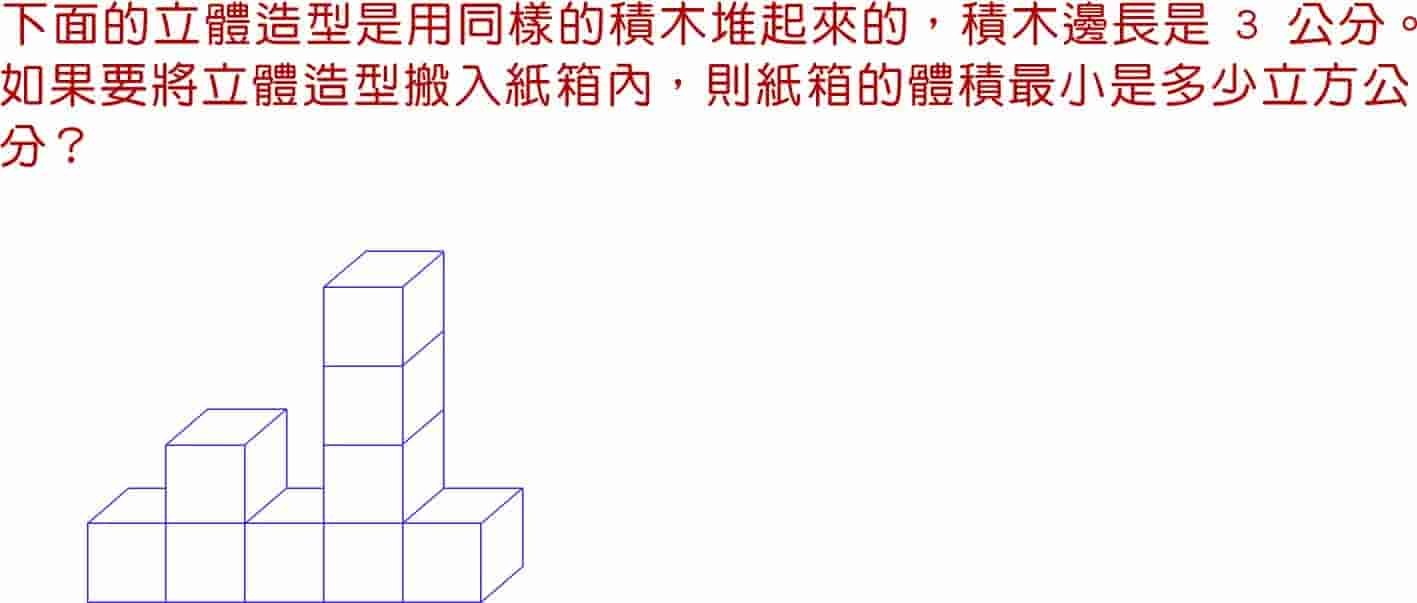 下面的立體造型是用同樣的積木堆起來的，積木邊長是 3 公分。
如果要將立體造型搬入紙箱內，則紙箱的體積最小是多少立方公
分？